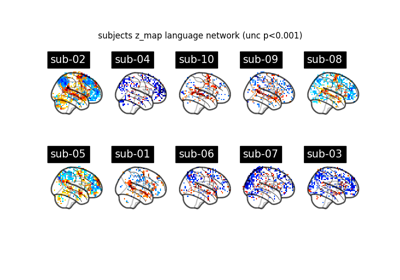 subjects z_map language network (unc p<0.001)
sub-02 sub-04 sub-10 sub-09 sub-08
sub-05 sub-01 sub-06 sub-07 sub-03